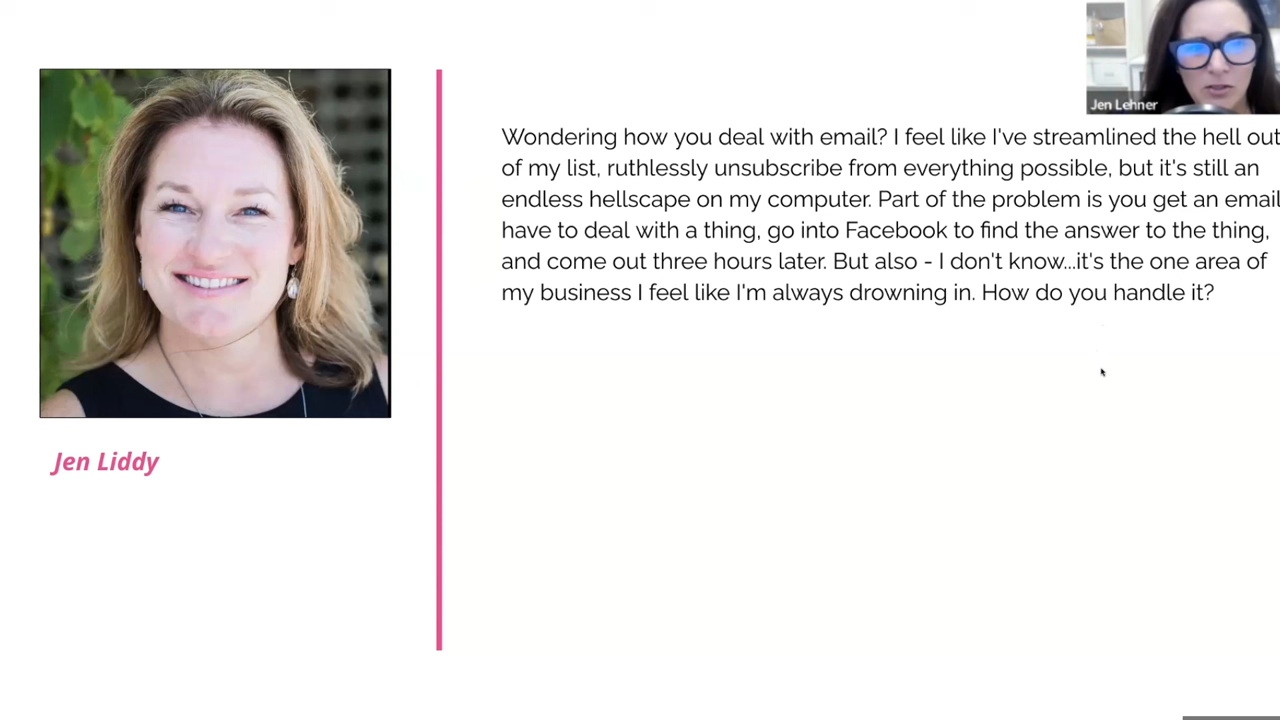 Jen Lehner
Wondering how you deal with email? I feel like I've streamlined the hell out
of my list, ruthlessly unsubscribe from everything possible, but it's still an
endless hellscape on my computer. Part of the problem is you get an email
have to deal with a thing, go into Facebook to find the answer to the thing,
and come out three hours later. But also - I don't know...it's the one area of
my business I feel like I'm always drowning in. How do you handle it?
Jen Liddy